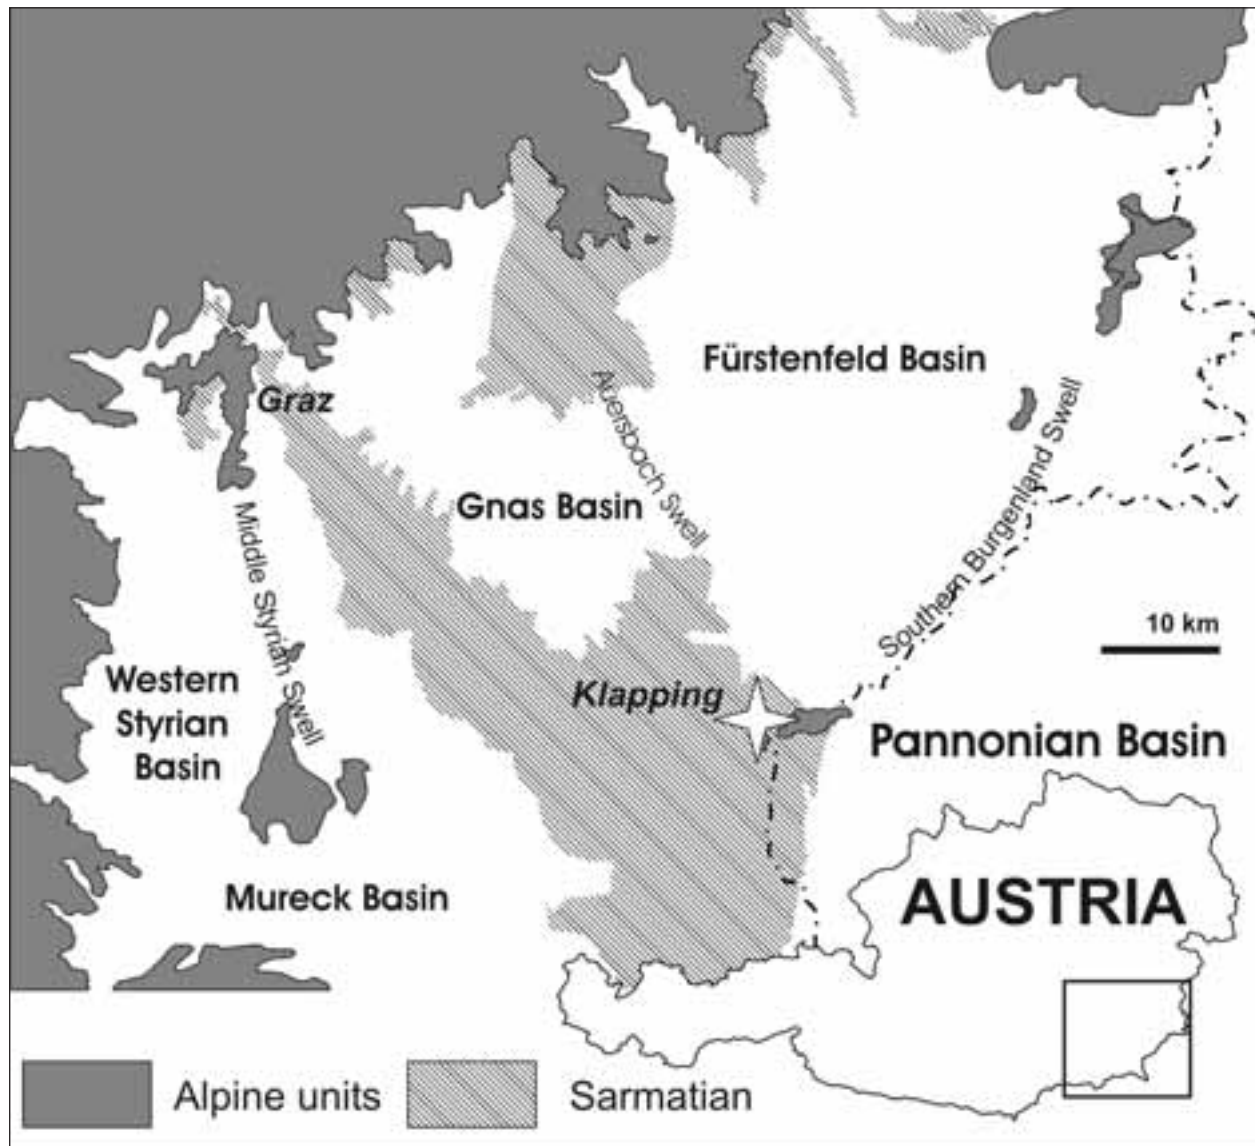 Fürstenfeld Basin
Graz
Auersbach Swell
Gnas Basin
Middle Styrian Swell
Southern Burgenland Swell
10 km
Western
Styrian
Basin
Klapping
Pannonian Basin
AUSTRIA
Mureck Basin
Alpine units
Sarmatian